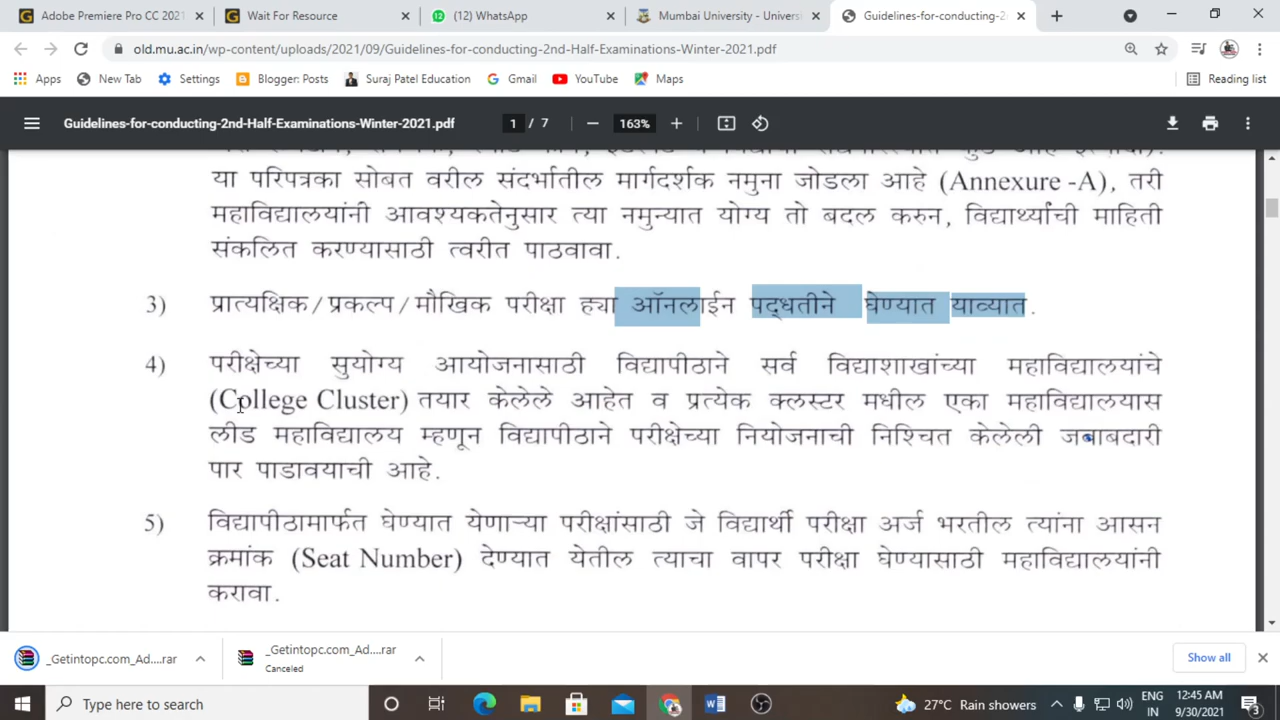 Adobe Premiere Pro CC 2021
Wait For Resource
(12) WhatsApp
Mumbai University - Univers
Guidelines-for-conducting-2
old.mu.ac.in/wp-content/uploads/2021/09/Guidelines-for-conducting-2nd-Half-Examinations-Winter-2021.pdf
Apps New Tab Settings Blogger: Posts Suraj Patel Education Gmail YouTube Maps Reading list
Guidelines-for-conducting-2nd-Half-Examinations-Winter-2021.pdf 1 / 7 163%
या परिपत्रका सोबत वरील संदर्भातील मार्गदर्शक नमुना जोडला आहे (Annexure -A), तरी
महाविद्यालयांनी आवश्यकतेनुसार त्या नमुन्यात योग्य तो बदल करुन, विद्यार्थ्यांची माहिती
संकलित करण्यासाठी त्वरीत पाठवावा.
3) प्रात्यक्षिक/प्रकल्प/मौखिक परीक्षा ह्या ऑनलाईन पद्धतीने घेण्यात याव्यात.
4) परीक्षेच्या सुयोग्य आयोजनासाठी विद्यापीठाने सर्व विद्याशाखांच्या महाविद्यालयांचे
(College Cluster) तयार केलेले आहेत व प्रत्येक क्लस्टर मधील एका महाविद्यालयास
लीड महाविद्यालय म्हणून विद्यापीठाने परीक्षेच्या नियोजनाची निश्चित केलेली जबाबदारी
पार पाडावयाची आहे.
5) विद्यापीठामार्फत घेण्यात येणाऱ्या परीक्षांसाठी जे विद्यार्थी परीक्षा अर्ज भरतील त्यांना आसन
क्रमांक (Seat Number) देण्यात येतील त्याचा वापर परीक्षा घेण्यासाठी महाविद्यालयांनी
करावा.
_Getintopc.com_Ad....rar
_Getintopc.com_Ad....rar
Canceled
Show all
Type here to search
27°C Rain showers
ENG
IN
12:45 AM
9/30/2021
3